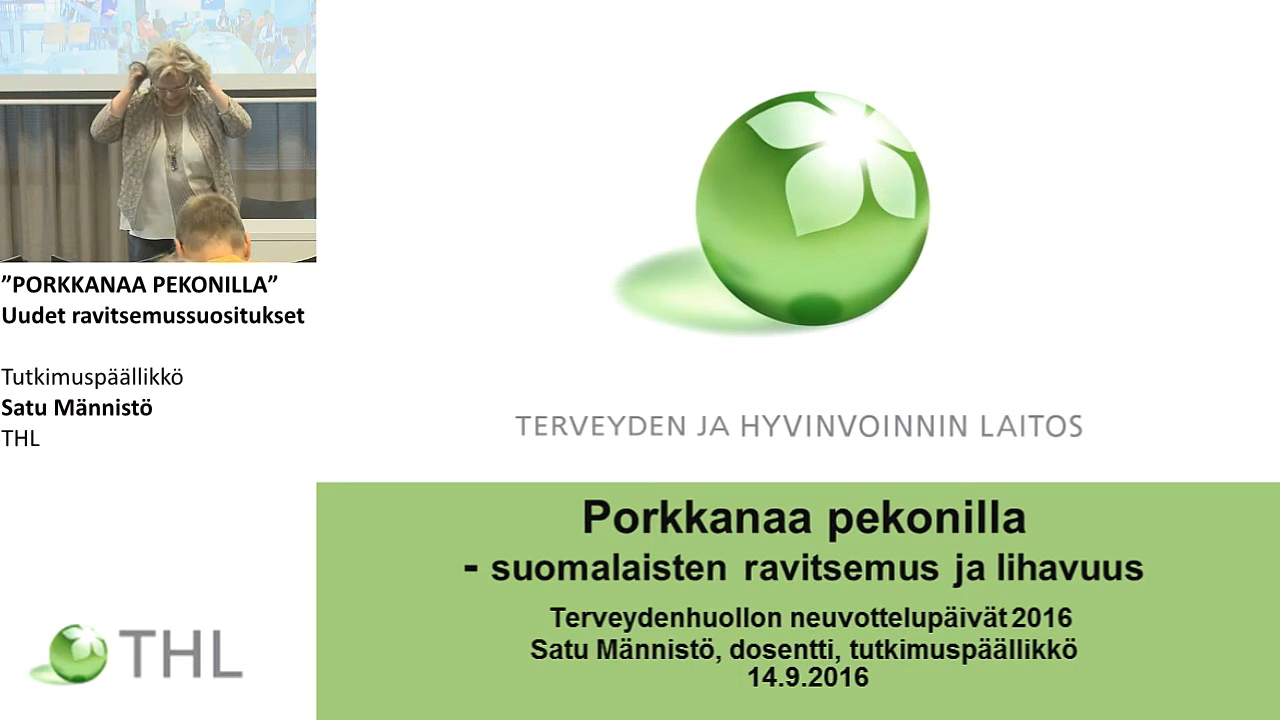 ”PORKKANAA PEKONILLA”
Uudet ravitsemussuositukset
Tutkimuspäällikkö
Satu Männistö
THL
THL
TERVEYDEN JA HYVINVOINNIN LAITOS
Porkkanaa pekonilla
- suomalaisten ravitsemus ja lihavuus
Terveydenhuollon neuvottelupäivät 2016
Satu Männistö, dosentti, tutkimuspäällikkö
14.9.2016